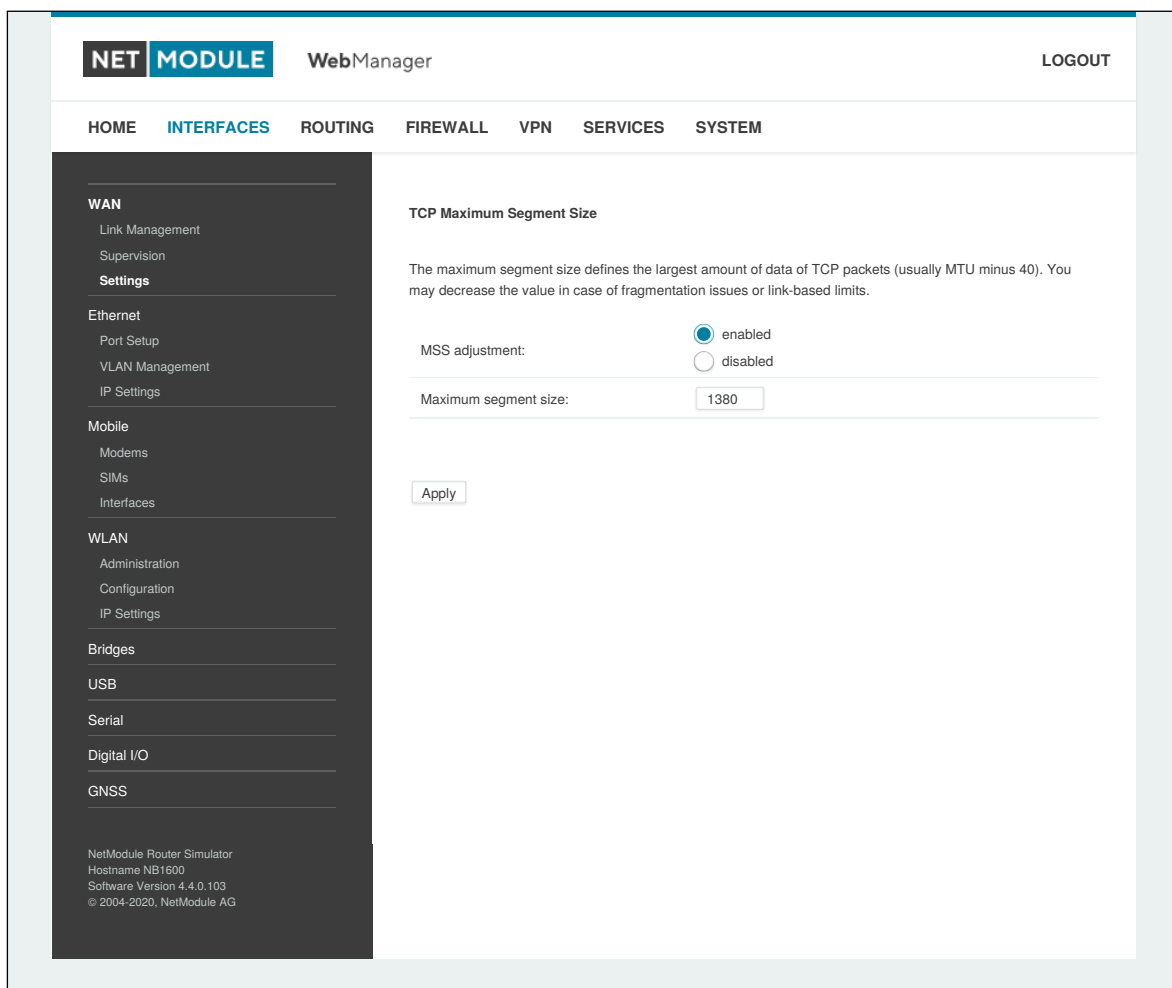 NET MODULE WebManager LOGOUT
HOME INTERFACES ROUTING FIREWALL VPN SERVICES SYSTEM
WAN
Link Management
Supervision
Settings
Ethernet
Port Setup
VLAN Management
IP Settings
Mobile
Modems
SIMs
Interfaces
WLAN
Administration
Configuration
IP Settings
Bridges
USB
Serial
Digital I/O
GNSS
NetModule Router Simulator
Hostname NB1600
Software Version 4.4.0.103
© 2004-2020, NetModule AG
TCP Maximum Segment Size
The maximum segment size defines the largest amount of data of TCP packets (usually MTU minus 40). You
may decrease the value in case of fragmentation issues or link-based limits.
MSS adjustment:
enabled
disabled
Maximum segment size: 1380
Apply